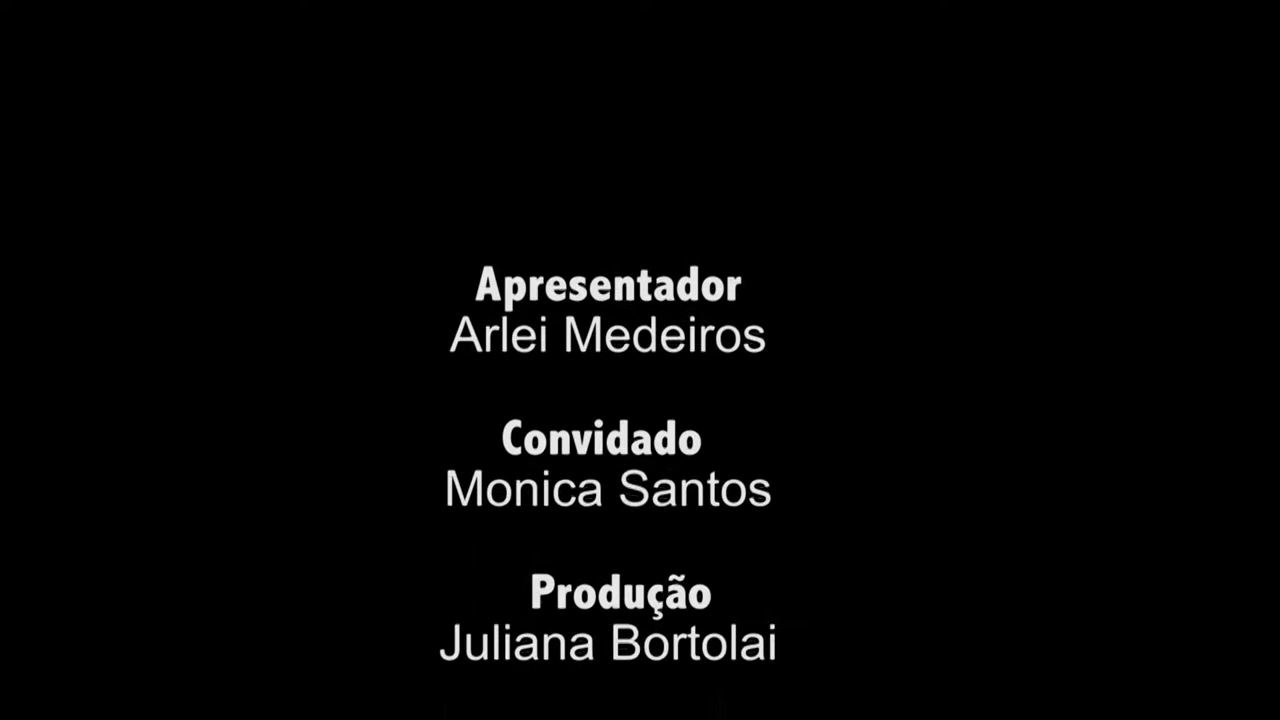 Apresentador
Arlei Medeiros
Convidado
Monica Santos
Produção
Juliana Bortolai